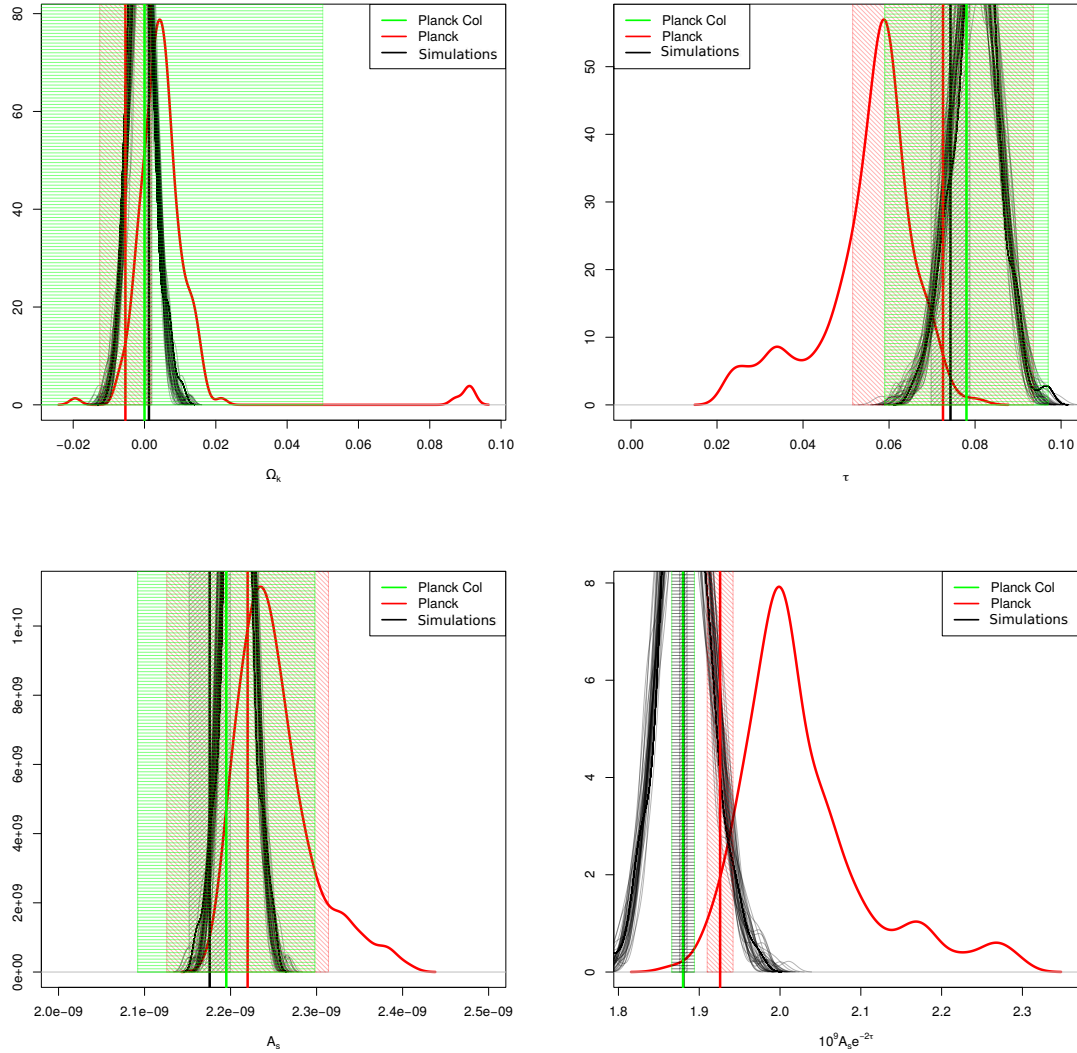 80
60
40
20
0
Planck Col
Planck
Simulations
−0.02 0.00 0.02 0.04 0.06 0.08 0.10
Ωk
50
40
30
20
10
0
Planck Col
Planck
Simulations
0.00 0.02 0.04 0.06 0.08 0.10
τ
1e+10
8e+09
6e+09
4e+09
2e+09
0e+00
Planck Col
Planck
Simulations
2.0e−09 2.1e−09 2.2e−09 2.3e−09 2.4e−09 2.5e−09
As
8
6
4
2
0
Planck Col
Planck
Simulations
1.8 1.9 2.0 2.1 2.2 2.3
10⁹Ase⁻²ᵗ